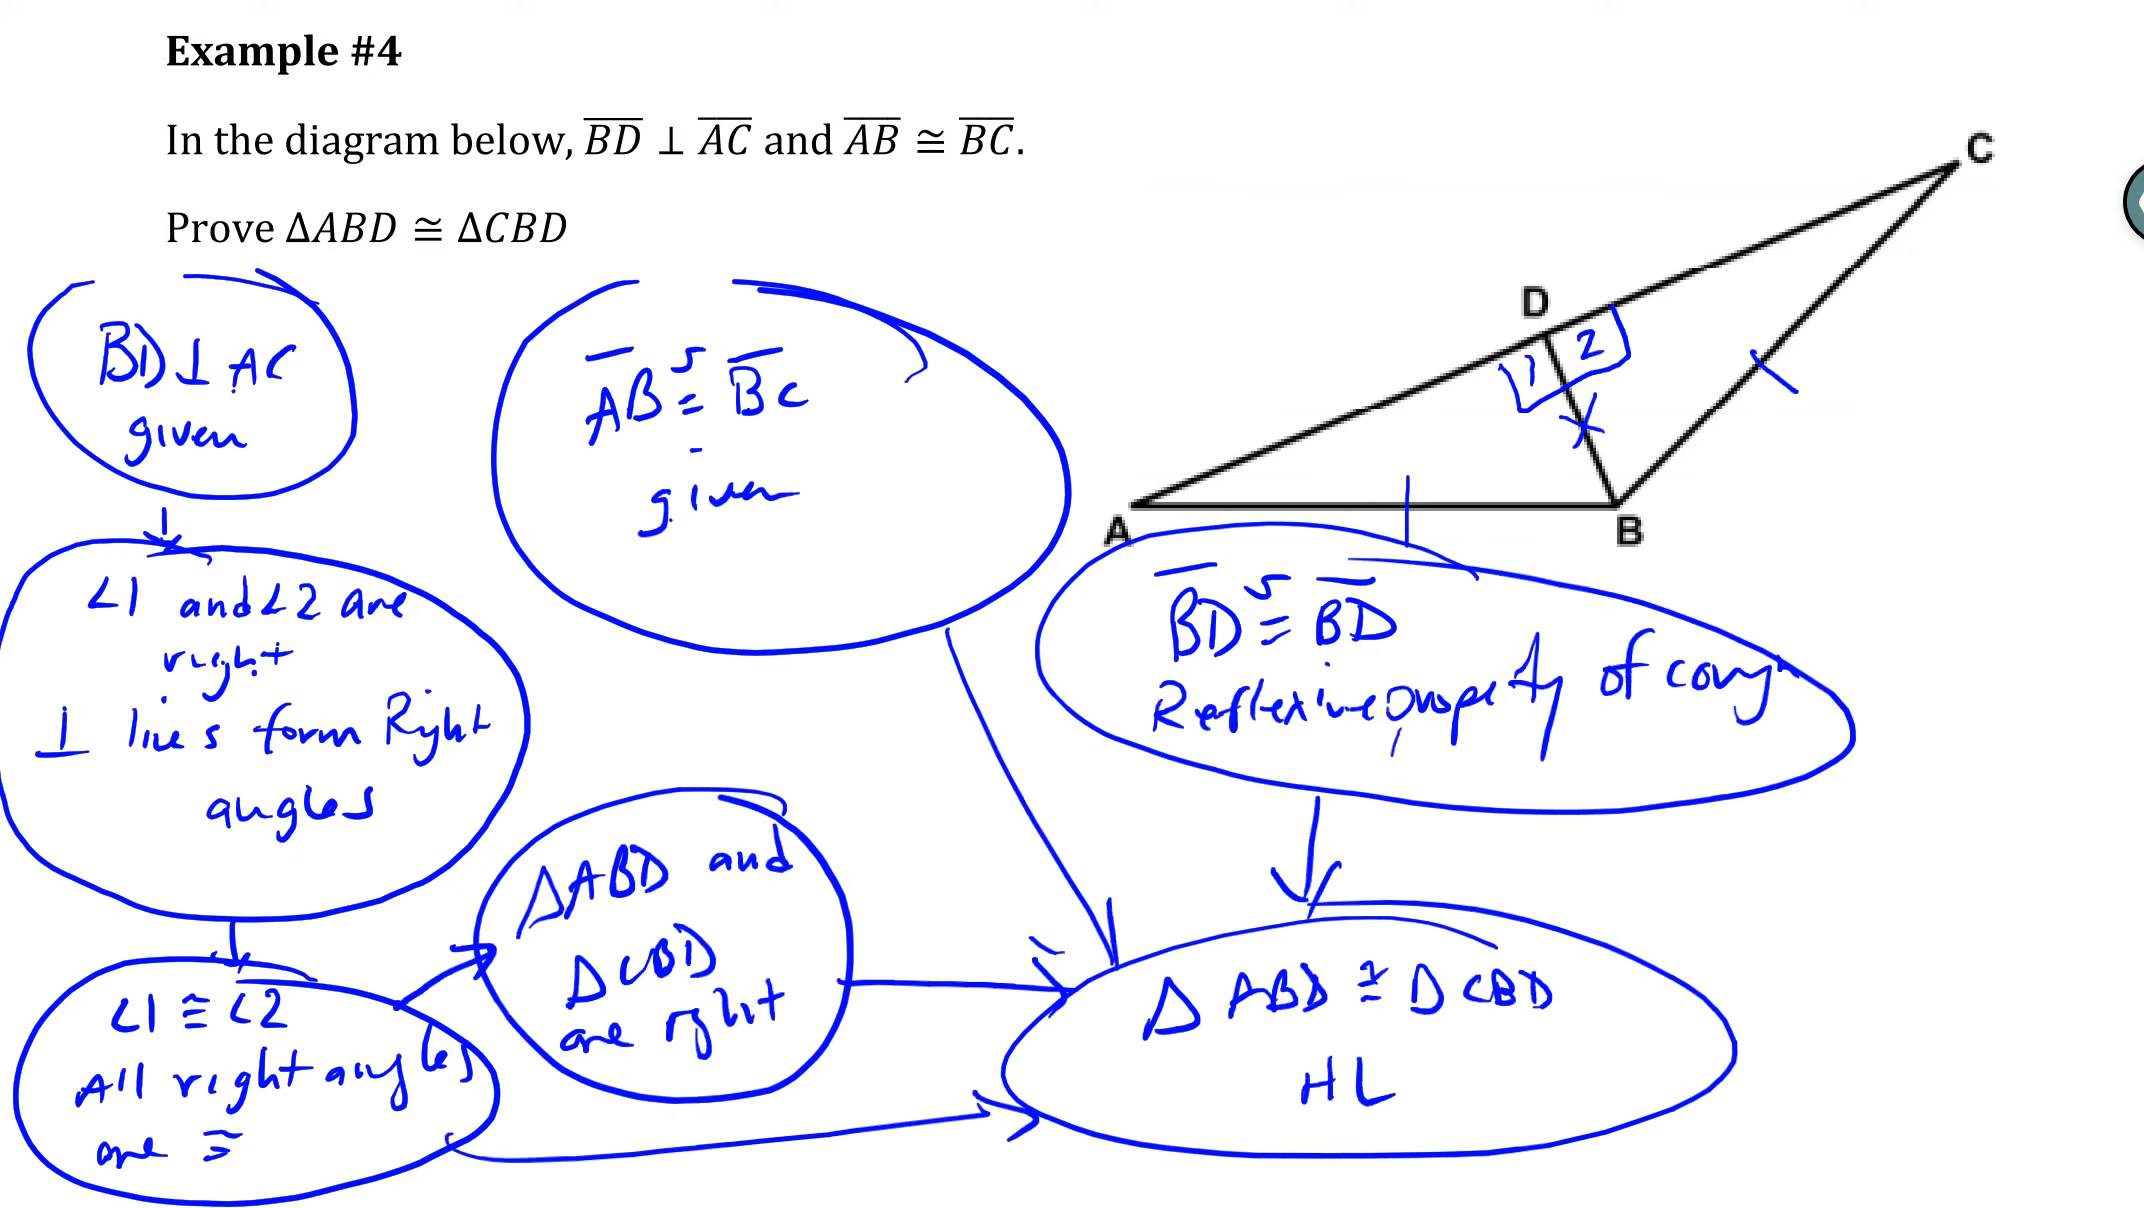 Example #4
In the diagram below, BD ⊥ AC and AB ≅ BC.
Prove ΔABD ≅ ΔCBD
C
D
1
2
A
B
BD ⊥ AC
given
AB ≅ BC
given
∠1 and ∠2 are
right
⊥ lines form Right
angles
BD ≅ BD
Reflexive property of cong
∠1 ≅ ∠2
All right angles
are ≅
ΔABD and
ΔCBD
are right
Δ ABD ≅ ΔCBD
HL